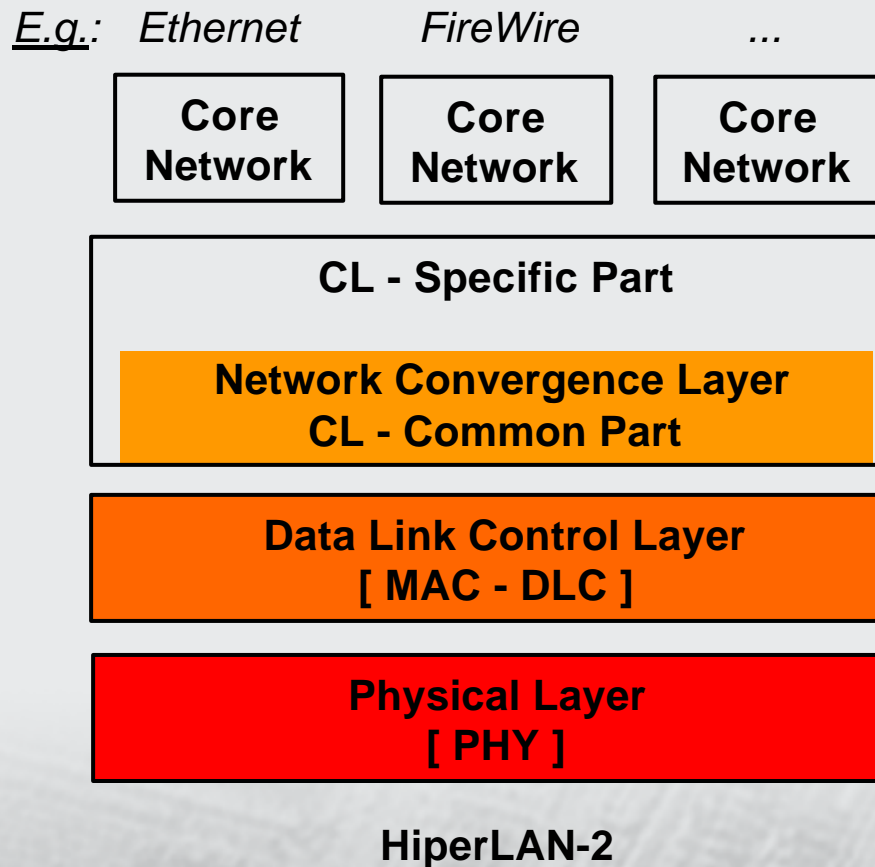 E.g.: Ethernet FireWire ...
Core Core Core
Network Network Network
CL - Specific Part
Network Convergence Layer
CL - Common Part
Data Link Control Layer
[ MAC - DLC ]
Physical Layer
[ PHY ]
HiperLAN-2